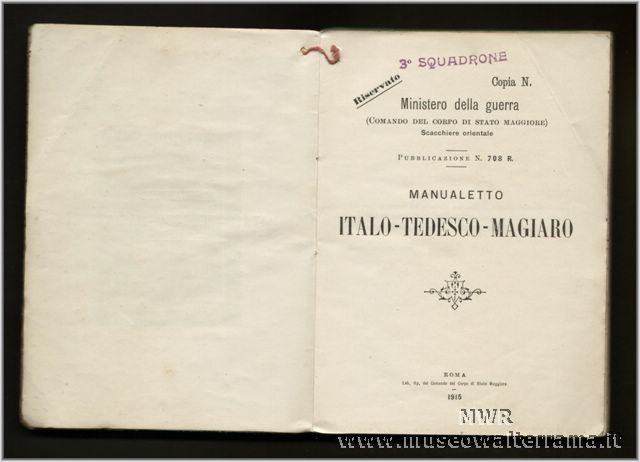 3º SQUADRONE
Riservato
Copia N.
Ministero della guerra
(COMANDO DEL CORPO DI STATO MAGGIORE)
Scacchiere orientale
PUBBLICAZIONE N. 708 R.
MANUALETTO
ITALO-TEDESCO-MAGIARO
ROMA
Lab. tip. del Comando del Corpo di Stato Maggiore
1915
MWR
www.museowalterrama.it